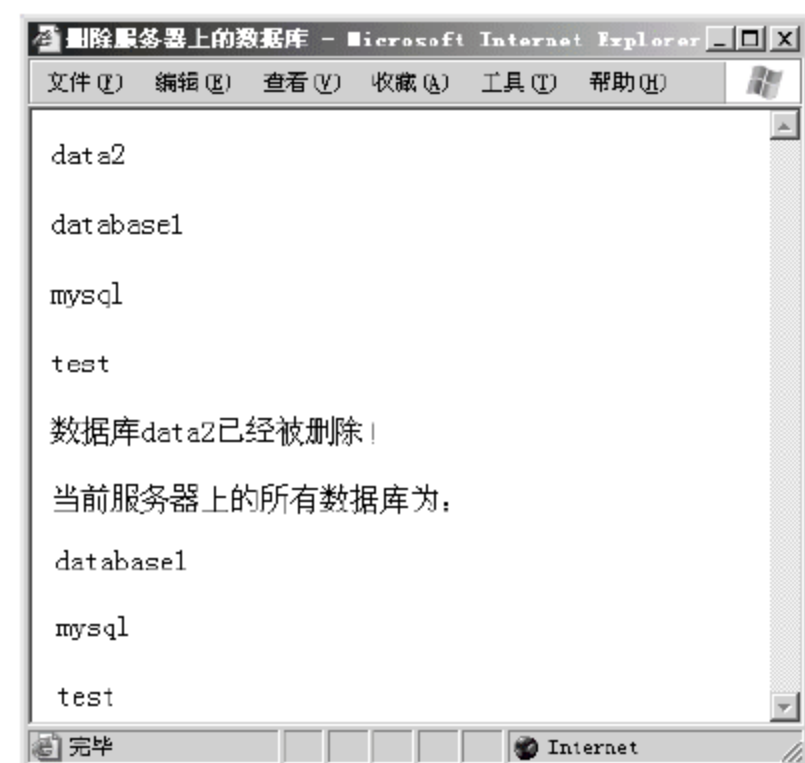 删除服务器上的数据库 - Microsoft Internet Explorer
文件(F) 编辑(E) 查看(V) 收藏(A) 工具(T) 帮助(H)
data2
database1
mysql
test
数据库data2已经被删除!
当前服务器上的所有数据库为:
database1
mysql
test
完毕 Internet